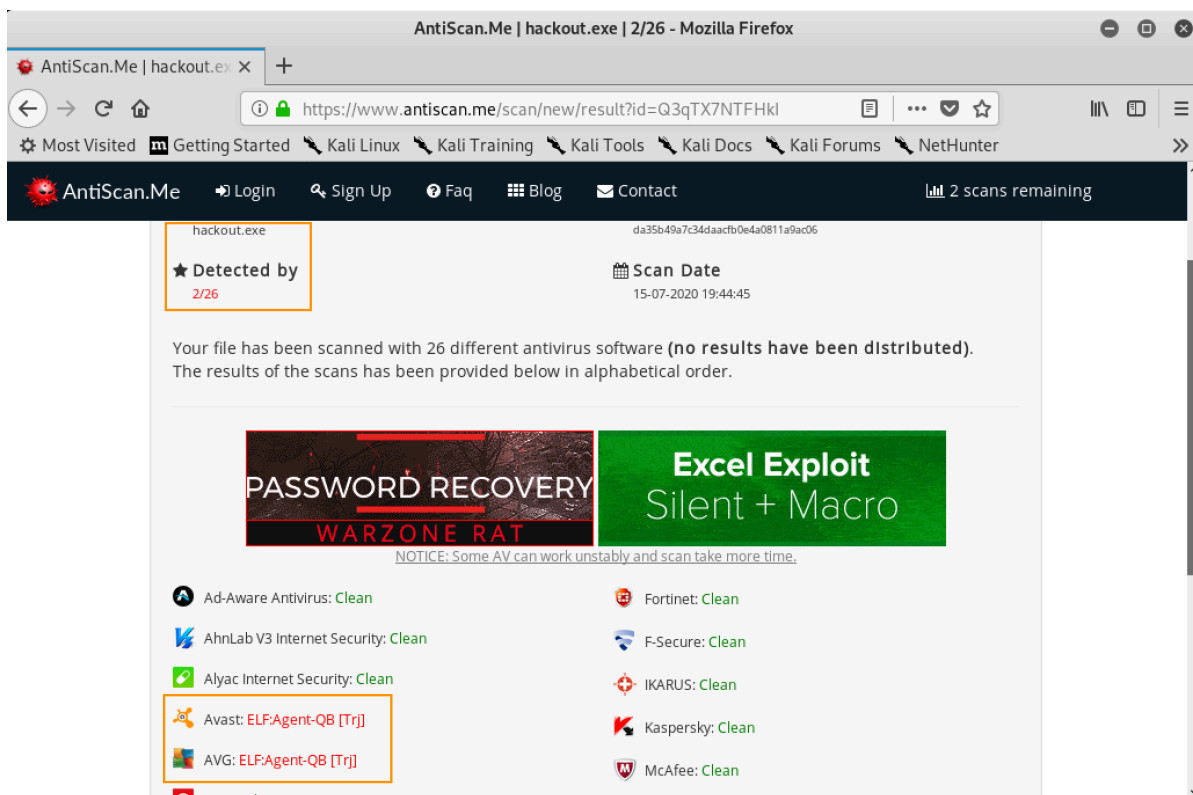 AntiScan.Me | hackout.exe | 2/26 - Mozilla Firefox
AntiScan.Me | hackout.ex
https://www.antiscan.me/scan/new/result?id=Q3qTX7NTFHkI
Most Visited
Getting Started
Kali Linux
Kali Training
Kali Tools
Kali Docs
Kali Forums
NetHunter
AntiScan.Me
Login
Sign Up
Faq
Blog
Contact
2 scans remaining
hackout.exe
da35b49a7c34daacfb0e4a0811a9ac06
Detected by
2/26
Scan Date
15-07-2020 19:44:45
Your file has been scanned with 26 different antivirus software (no results have been distributed).
The results of the scans has been provided below in alphabetical order.
PASSWORD RECOVERY
WARZONE RAT
Excel Exploit
Silent + Macro
NOTICE: Some AV can work unstably and scan take more time.
Ad-Aware Antivirus: Clean
AhnLab V3 Internet Security: Clean
Alyac Internet Security: Clean
Avast: ELF:Agent-QB [Trj]
AVG: ELF:Agent-QB [Trj]
Fortinet: Clean
F-Secure: Clean
IKARUS: Clean
Kaspersky: Clean
McAfee: Clean